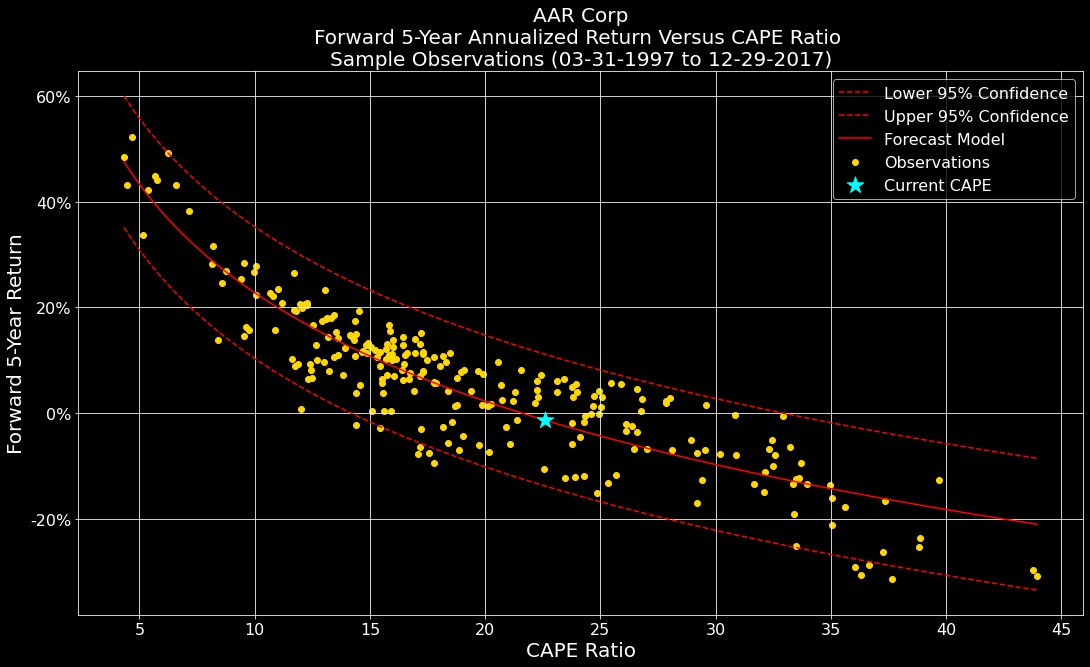 AAR Corp
Forward 5-Year Annualized Return Versus CAPE Ratio
Sample Observations (03-31-1997 to 12-29-2017)
Lower 95% Confidence
Upper 95% Confidence
Forecast Model
Observations
Current CAPE
Forward 5-Year Return
60%
40%
20%
0%
-20%
5 10 15 20 25 30 35 40 45
CAPE Ratio